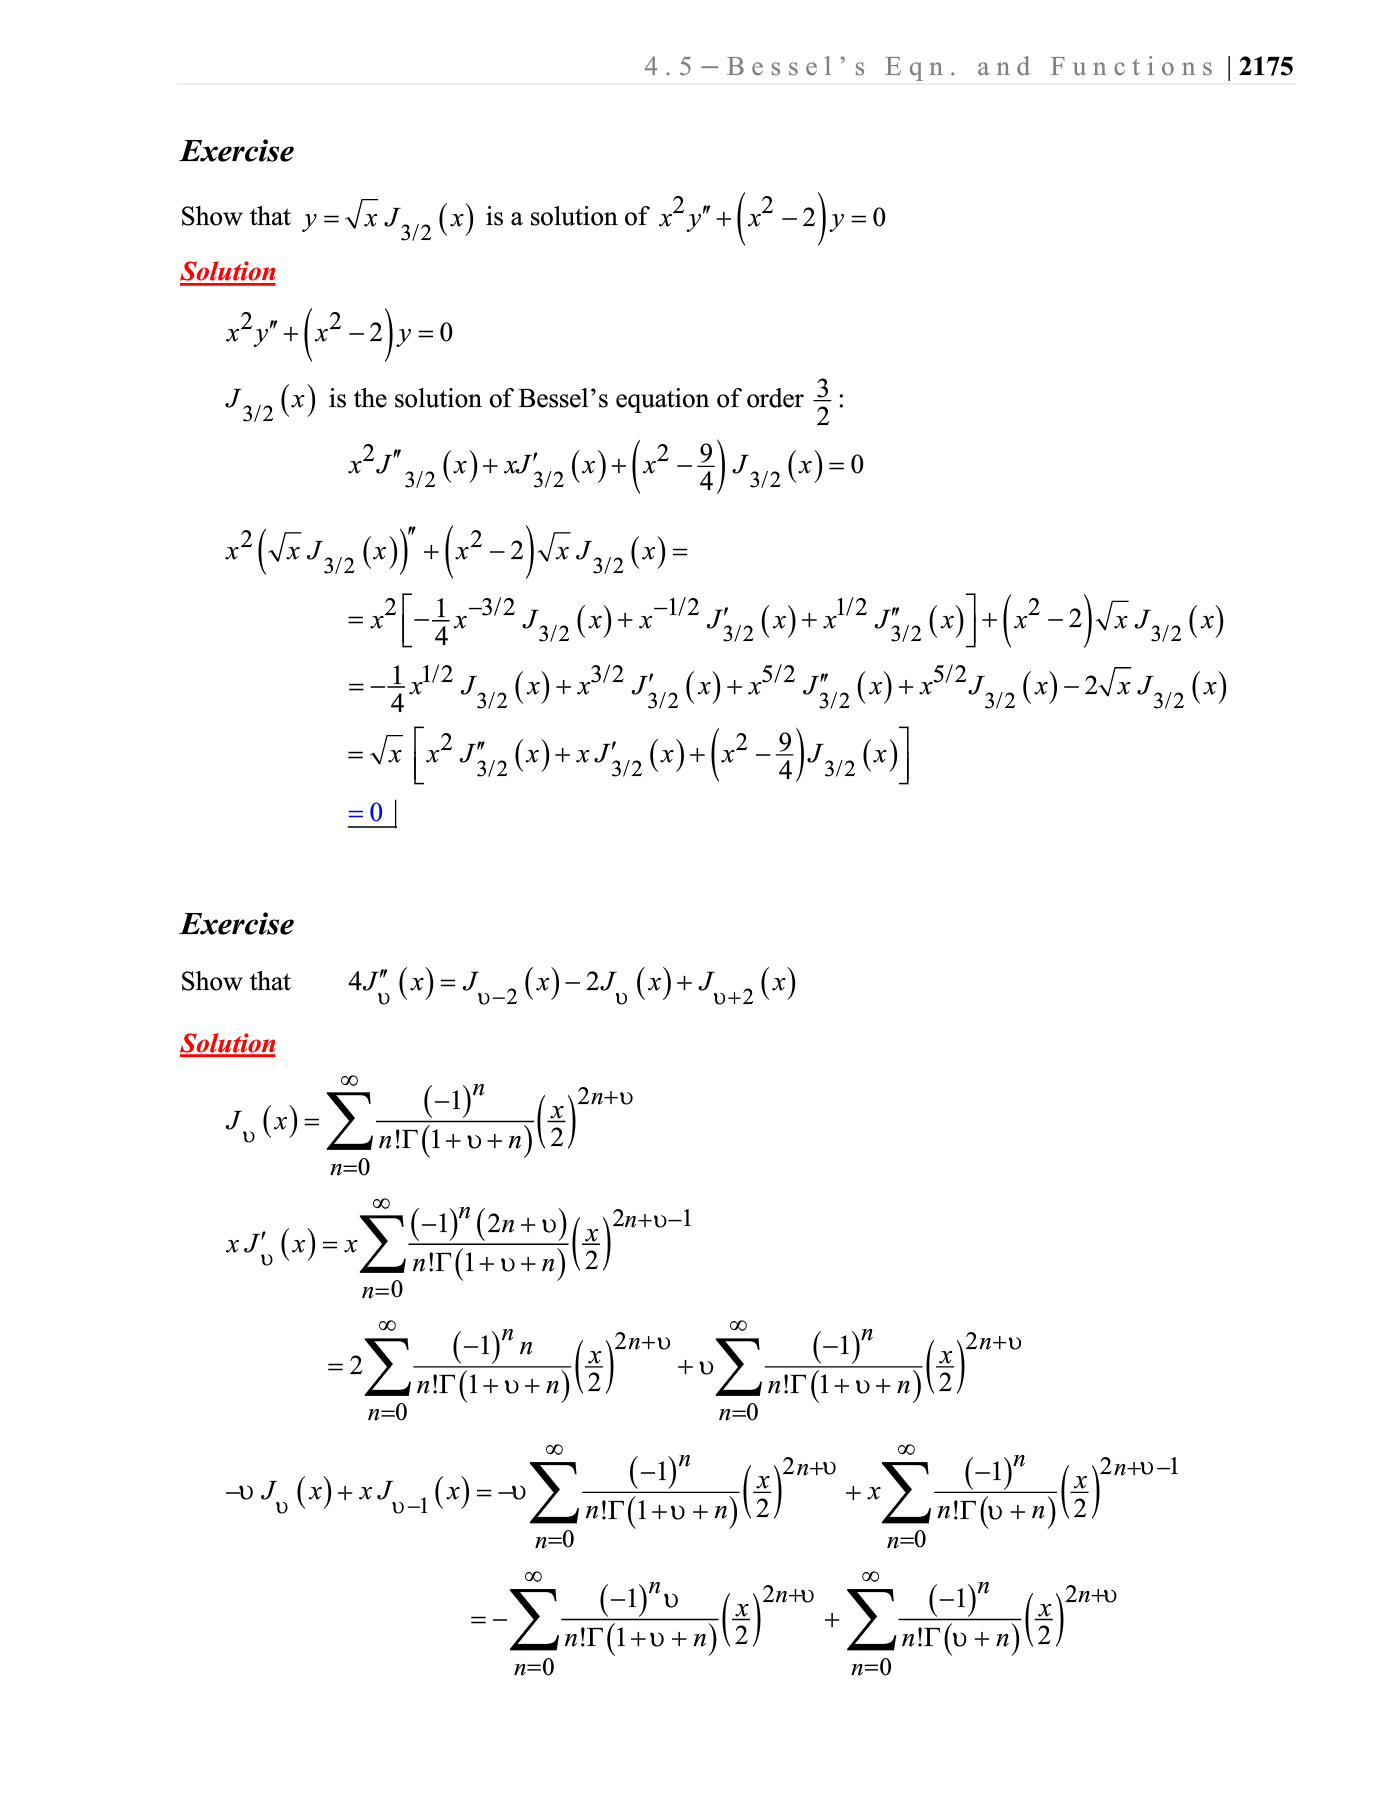 4.5 – Bessel’s Eqn. and Functions | 2175
Exercise
Show that $y = \sqrt{x}\, J_{3/2}(x)$ is a solution of $x^2 y'' + \left(x^2 - 2\right) y = 0$
Solution
$x^2 y'' + \left(x^2 - 2\right) y = 0$
$J_{3/2}(x)$ is the solution of Bessel’s equation of order $\frac{3}{2}$ :
$x^2 J''_{3/2}(x) + x J'_{3/2}(x) + \left(x^2 - \frac{9}{4}\right) J_{3/2}(x) = 0$
$x^2 \left(\sqrt{x}\, J_{3/2}(x)\right)'' + \left(x^2 - 2\right) \sqrt{x}\, J_{3/2}(x) =$
$= x^2 \left[-\frac{1}{4} x^{-3/2} J_{3/2}(x) + x^{-1/2} J'_{3/2}(x) + x^{1/2} J''_{3/2}(x)\right] + \left(x^2 - 2\right) \sqrt{x}\, J_{3/2}(x)$
$= -\frac{1}{4} x^{1/2} J_{3/2}(x) + x^{3/2} J'_{3/2}(x) + x^{5/2} J''_{3/2}(x) + x^{5/2} J_{3/2}(x) - 2\sqrt{x}\, J_{3/2}(x)$
$= \sqrt{x} \left[x^2 J''_{3/2}(x) + x J'_{3/2}(x) + \left(x^2 - \frac{9}{4}\right) J_{3/2}(x)\right]$
$= 0$ |
Exercise
Show that $4J''_{\upsilon}(x) = J_{\upsilon-2}(x) - 2J_{\upsilon}(x) + J_{\upsilon+2}(x)$
Solution
$J_{\upsilon}(x) = \sum_{n=0}^{\infty} \frac{(-1)^n}{n!\Gamma(1+\upsilon+n)} \left(\frac{x}{2}\right)^{2n+\upsilon}$
$x J'_{\upsilon}(x) = x \sum_{n=0}^{\infty} \frac{(-1)^n (2n+\upsilon)}{n!\Gamma(1+\upsilon+n)} \left(\frac{x}{2}\right)^{2n+\upsilon-1}$
$= 2 \sum_{n=0}^{\infty} \frac{(-1)^n n}{n!\Gamma(1+\upsilon+n)} \left(\frac{x}{2}\right)^{2n+\upsilon} + \upsilon \sum_{n=0}^{\infty} \frac{(-1)^n}{n!\Gamma(1+\upsilon+n)} \left(\frac{x}{2}\right)^{2n+\upsilon}$
$-\upsilon J_{\upsilon}(x) + x J_{\upsilon-1}(x) = -\upsilon \sum_{n=0}^{\infty} \frac{(-1)^n}{n!\Gamma(1+\upsilon+n)} \left(\frac{x}{2}\right)^{2n+\upsilon} + x \sum_{n=0}^{\infty} \frac{(-1)^n}{n!\Gamma(\upsilon+n)} \left(\frac{x}{2}\right)^{2n+\upsilon-1}$
$= -\sum_{n=0}^{\infty} \frac{(-1)^n \upsilon}{n!\Gamma(1+\upsilon+n)} \left(\frac{x}{2}\right)^{2n+\upsilon} + \sum_{n=0}^{\infty} \frac{(-1)^n}{n!\Gamma(\upsilon+n)} \left(\frac{x}{2}\right)^{2n+\upsilon}$